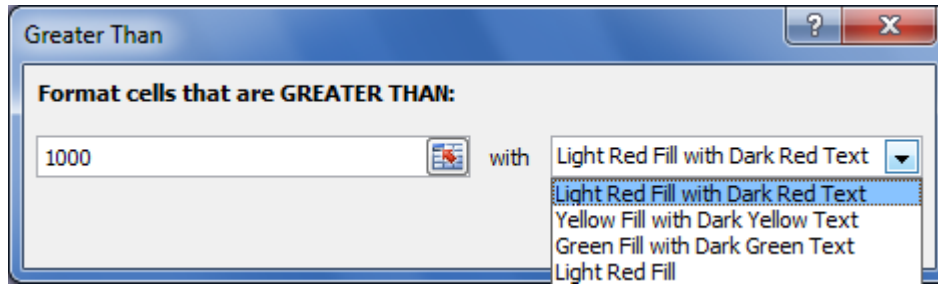 Greater Than
Format cells that are GREATER THAN:
1000 with Light Red Fill with Dark Red Text
Light Red Fill with Dark Red Text
Yellow Fill with Dark Yellow Text
Green Fill with Dark Green Text
Light Red Fill